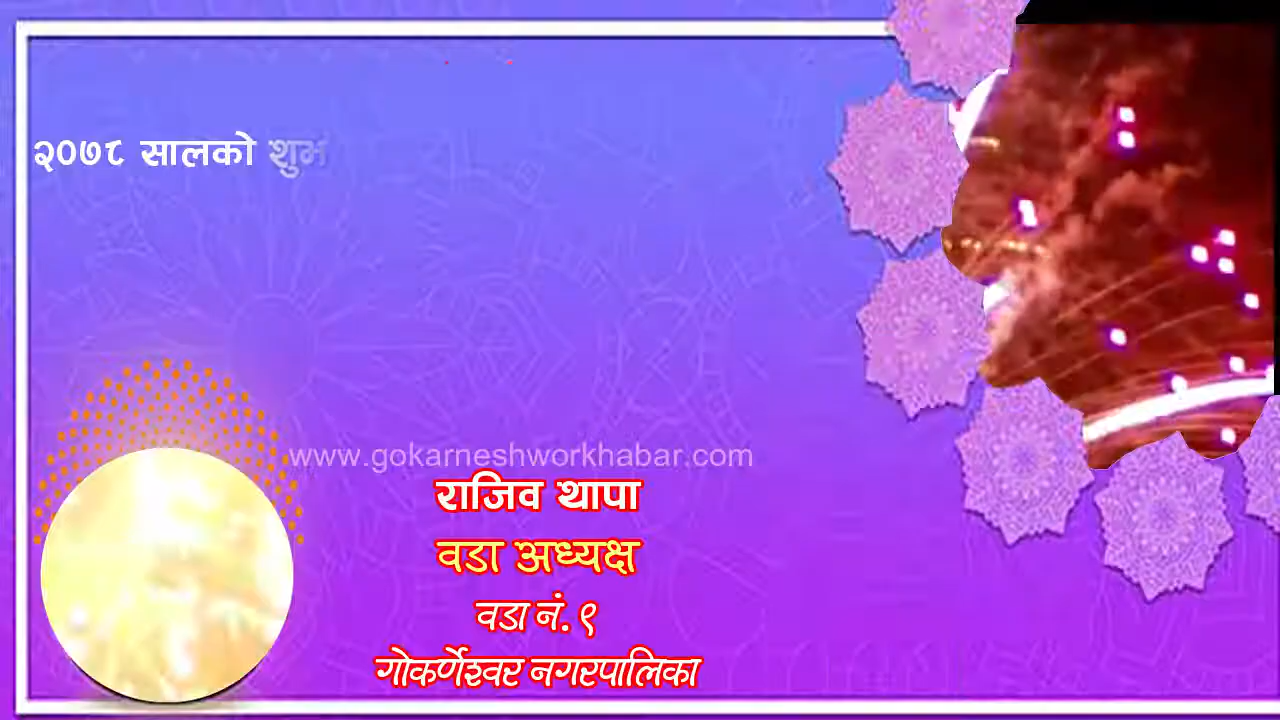 २०७८ सालको शुभ
www.gokarneshworkhabar.com
राजिव थापा
वडा अध्यक्ष
वडा नं. ९
गोकर्णेश्वर नगरपालिका